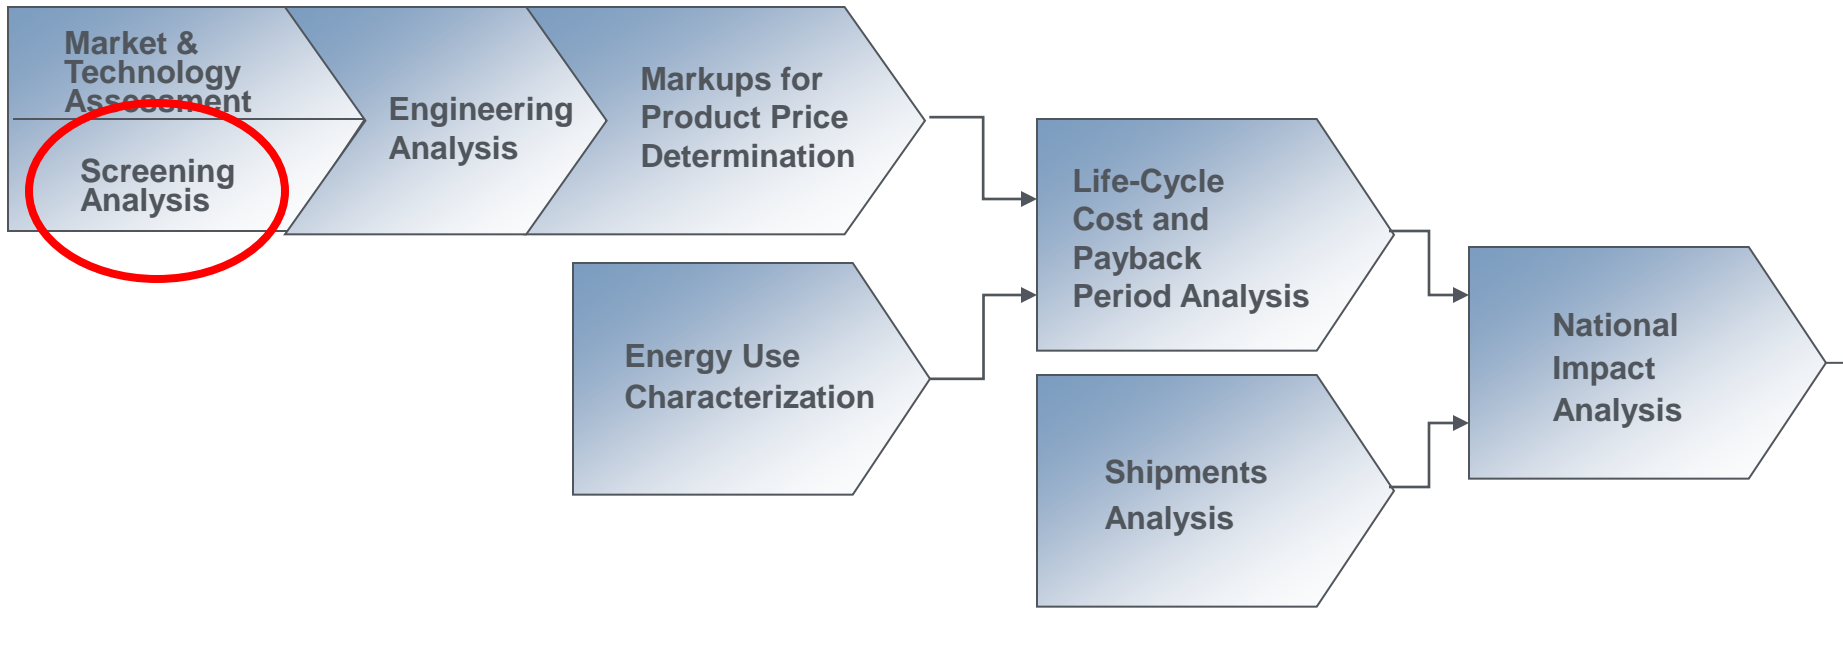 Market &
Technology
Assessment
Screening
Analysis
Engineering
Analysis
Markups for
Product Price
Determination
Energy Use
Characterization
Life-Cycle
Cost and
Payback
Period Analysis
Shipments
Analysis
National
Impact
Analysis